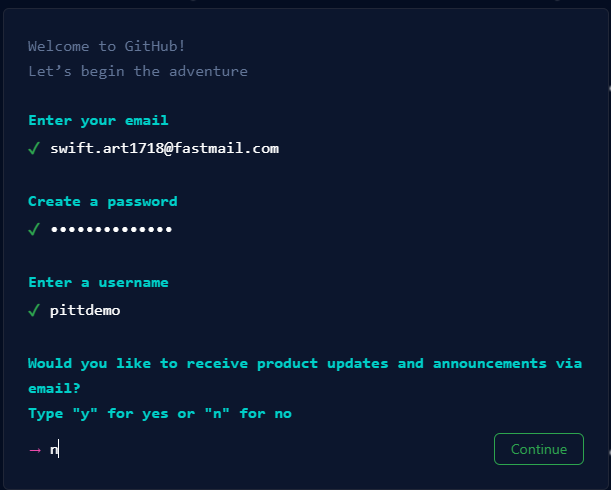 Welcome to GitHub!
Let’s begin the adventure
Enter your email
✓ swift.art1718@fastmail.com
Create a password
✓ ••••••••••••••
Enter a username
✓ pittdemo
Would you like to receive product updates and announcements via
email?
Type "y" for yes or "n" for no
→ n
Continue